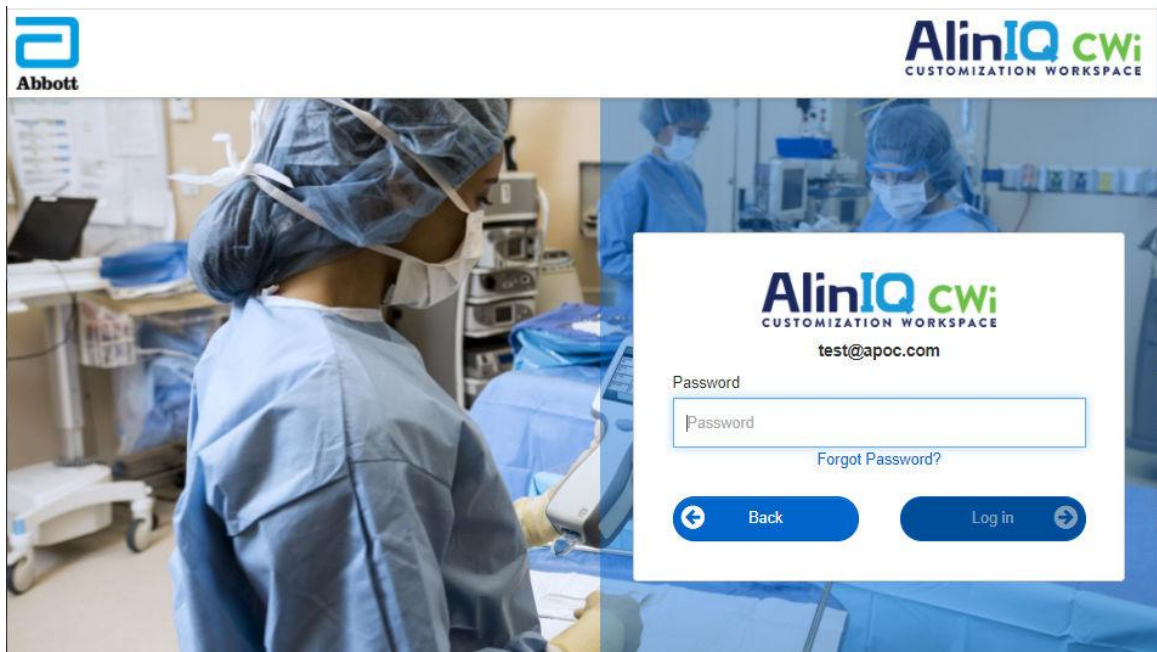 Abbott
AlinIQ CWi
CUSTOMIZATION WORKSPACE
AlinIQ CWi
CUSTOMIZATION WORKSPACE
test@apoc.com
Password
Password
Forgot Password?
Back
Log in